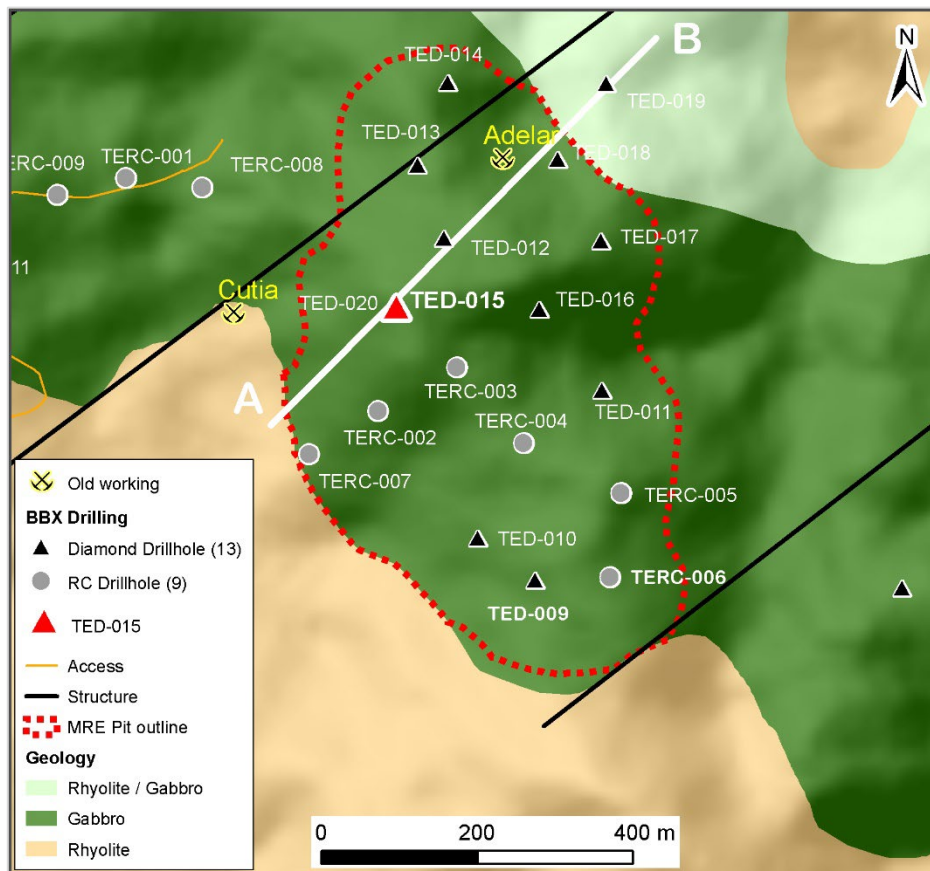 B
N
TED-014
TED-019
TED-013
Adelar
TERC-001
TED-018
ERC-009
TERC-008
TED-012
TED-017
11
Cutia
TED-020
TED-015
TED-016
A
TERC-003
TERC-002
TED-011
TERC-004
TERC-007
TERC-005
TED-010
TERC-006
TED-009
Old working
BBX Drilling
Diamond Drillhole (13)
RC Drillhole (9)
TED-015
Access
Structure
MRE Pit outline
Geology
Rhyolite / Gabbro
Gabbro
Rhyolite
0 200 400 m